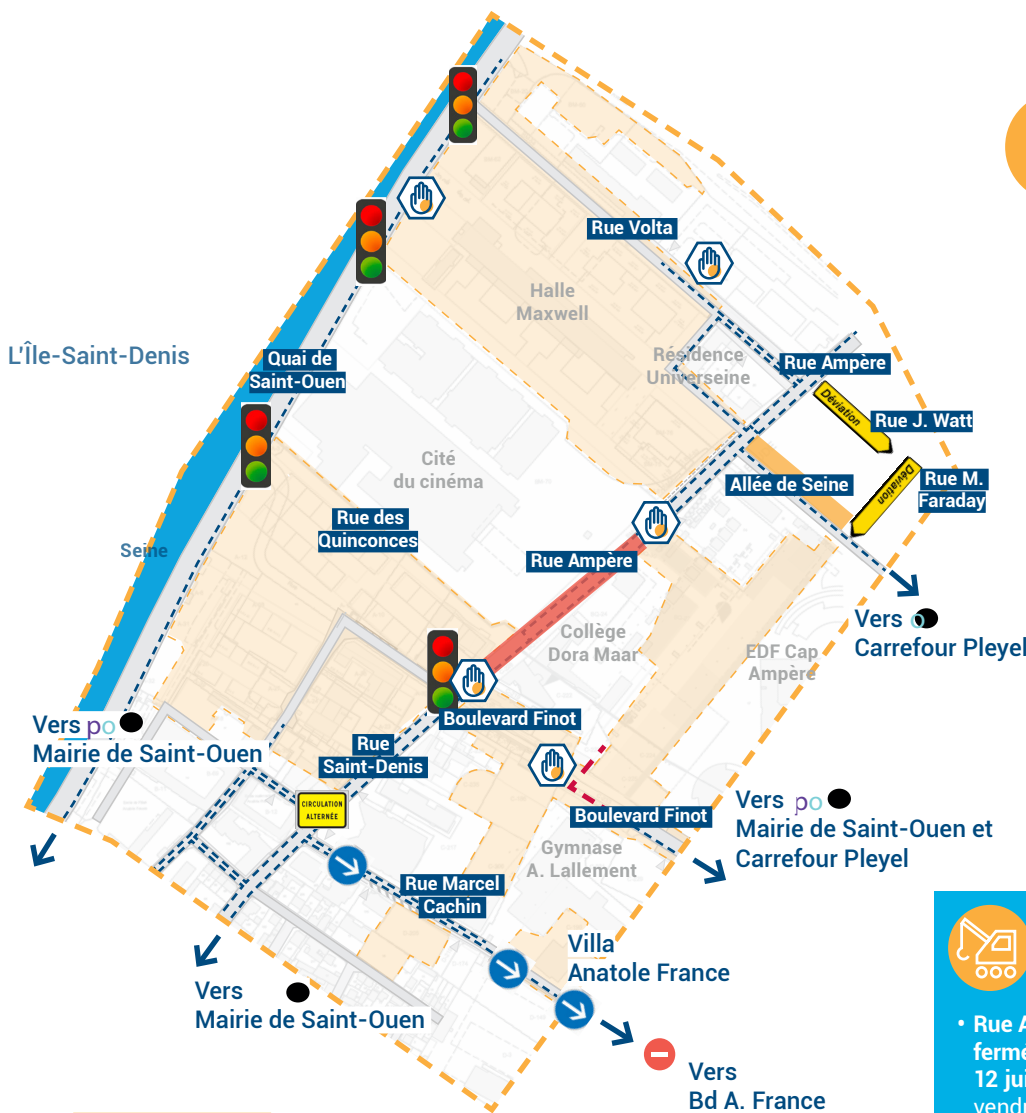 Rue Volta
Halle
Maxwell
L'Île-Saint-Denis
Quai de
Saint-Ouen
Résidence
Universeine
Rue Ampère
Déviation
Rue J. Watt
Cité
du cinéma
Allée de Seine
Déviation
Rue M.
Faraday
Rue des
Quinconces
Seine
Rue Ampère
Vers
Carrefour Pleyel
Collège
Dora Maar
EDF Cap
Ampère
Boulevard Finot
Vers po
Mairie de Saint-Ouen
Rue
Saint-Denis
CIRCULATION
ALTERNÉE
Boulevard Finot
Vers po
Mairie de Saint-Ouen et
Carrefour Pleyel
Gymnase
A. Lallement
Rue Marcel
Cachin
Villa
Anatole France
Vers
Mairie de Saint-Ouen
Vers
Bd A. France
• Rue A
ferme
12 jui
vendr